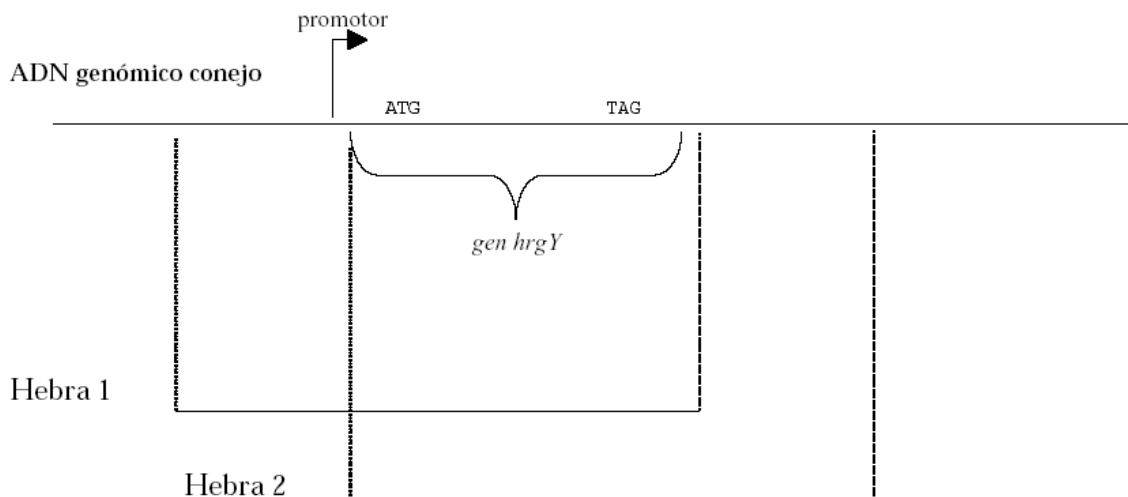 promotor
ADN genómico conejo
ATG TAG
gen hrgY
Hebra 1
Hebra 2